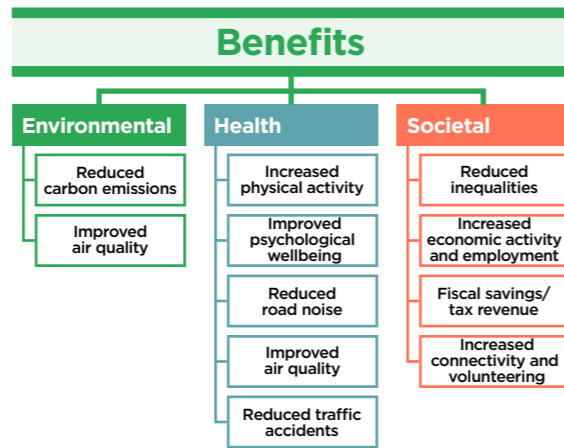 Benefits
Environmental
Reduced
carbon emissions
Improved
air quality
Health
Increased
physical activity
Improved
psychological
wellbeing
Reduced
road noise
Improved
air quality
Reduced traffic
accidents
Societal
Reduced
inequalities
Increased
economic activity
and employment
Fiscal savings/
tax revenue
Increased
connectivity and
volunteering